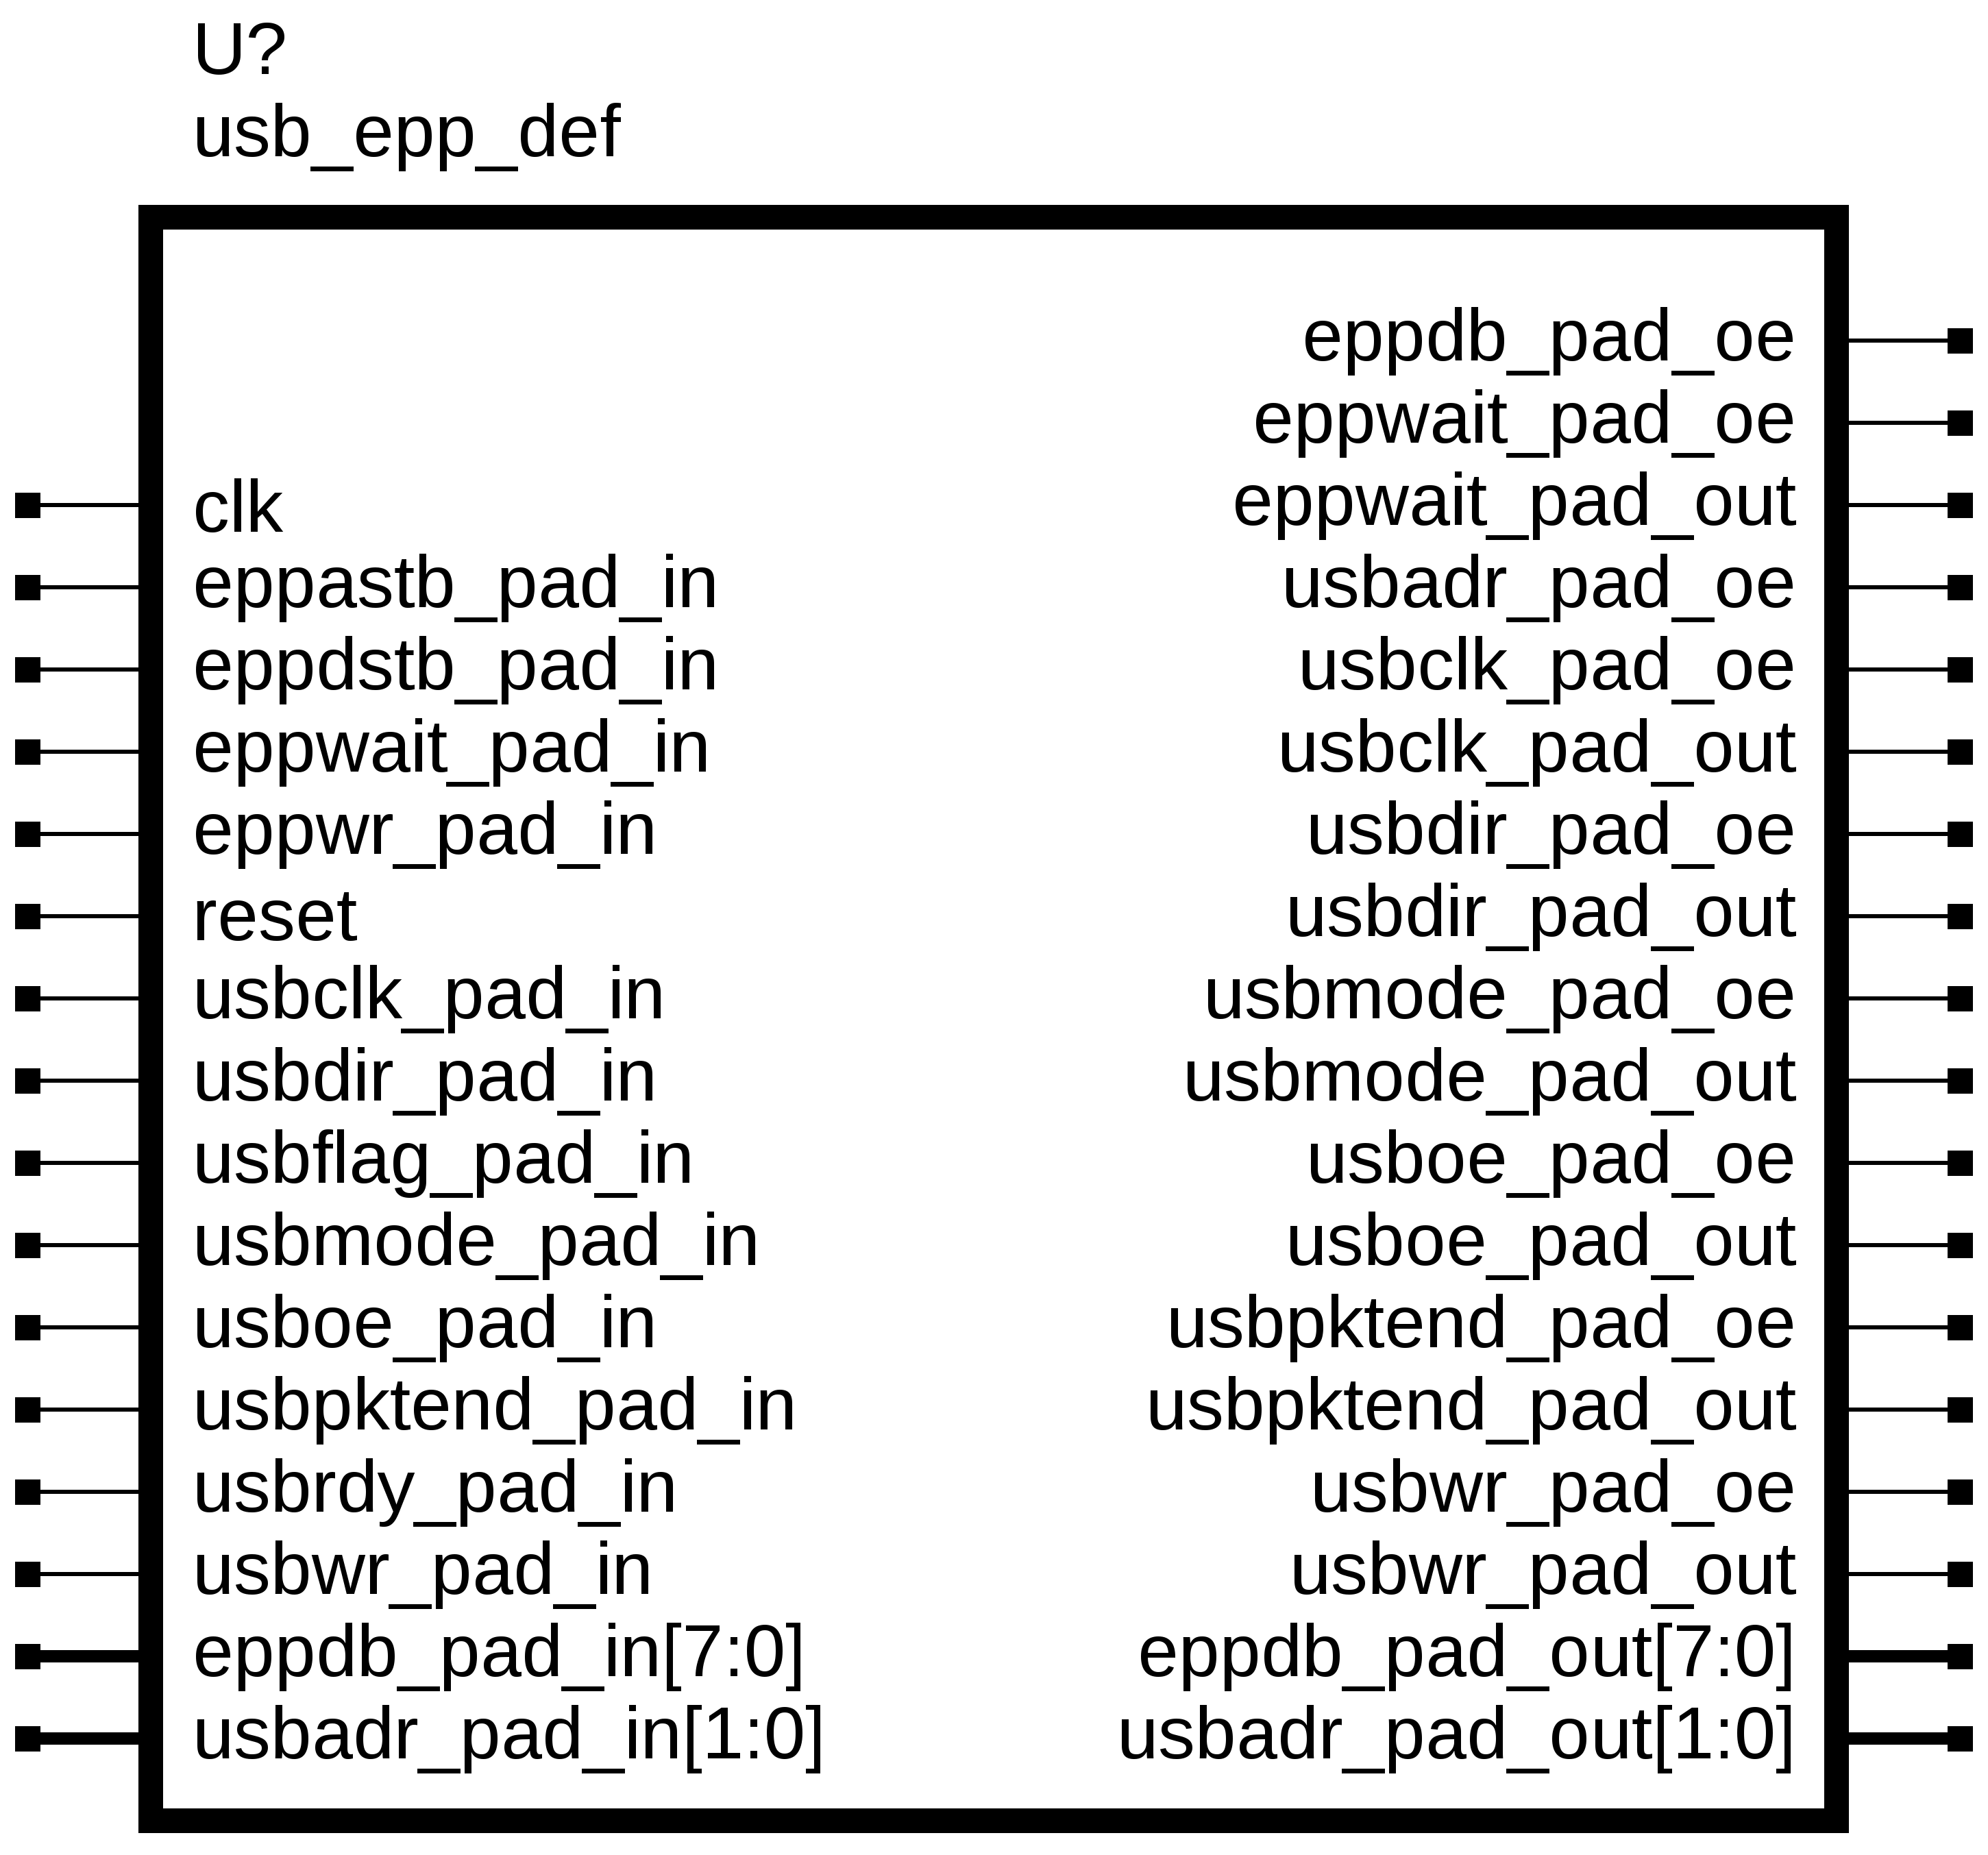 U?
usb_epp_def
eppdb_pad_oe
eppwait_pad_oe
clk
eppwait_pad_out
eppastb_pad_in
usbadr_pad_oe
eppdstb_pad_in
usbclk_pad_oe
eppwait_pad_in
usbclk_pad_out
eppwr_pad_in
usbdir_pad_oe
reset
usbdir_pad_out
usbclk_pad_in
usbmode_pad_oe
usbdir_pad_in
usbmode_pad_out
usbflag_pad_in
usboe_pad_oe
usbmode_pad_in
usboe_pad_out
usboe_pad_in
usbpktend_pad_oe
usbpktend_pad_in
usbpktend_pad_out
usbrdy_pad_in
usbwr_pad_oe
usbwr_pad_in
usbwr_pad_out
eppdb_pad_in[7:0]
eppdb_pad_out[7:0]
usbadr_pad_in[1:0]
usbadr_pad_out[1:0]